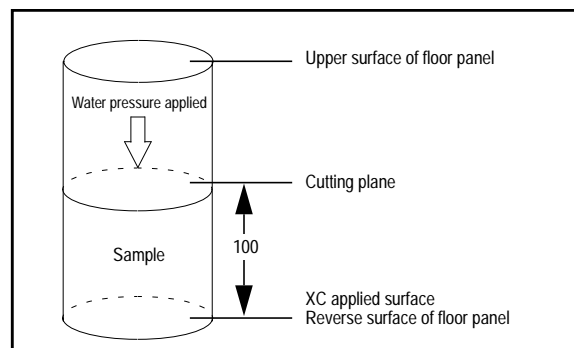 Upper surface of floor panel
Water pressure applied
Cutting plane
100
Sample
XC applied surface
Reverse surface of floor panel